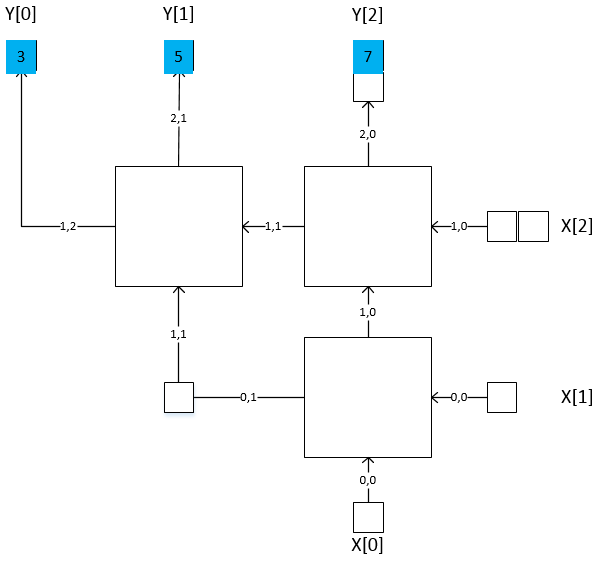 Y[0] Y[1] Y[2]
3 5 7
2,1
2,0
1,2 1,1 1,0 X[2]
1,0
1,1
0,1 0,0 X[1]
0,0
X[0]